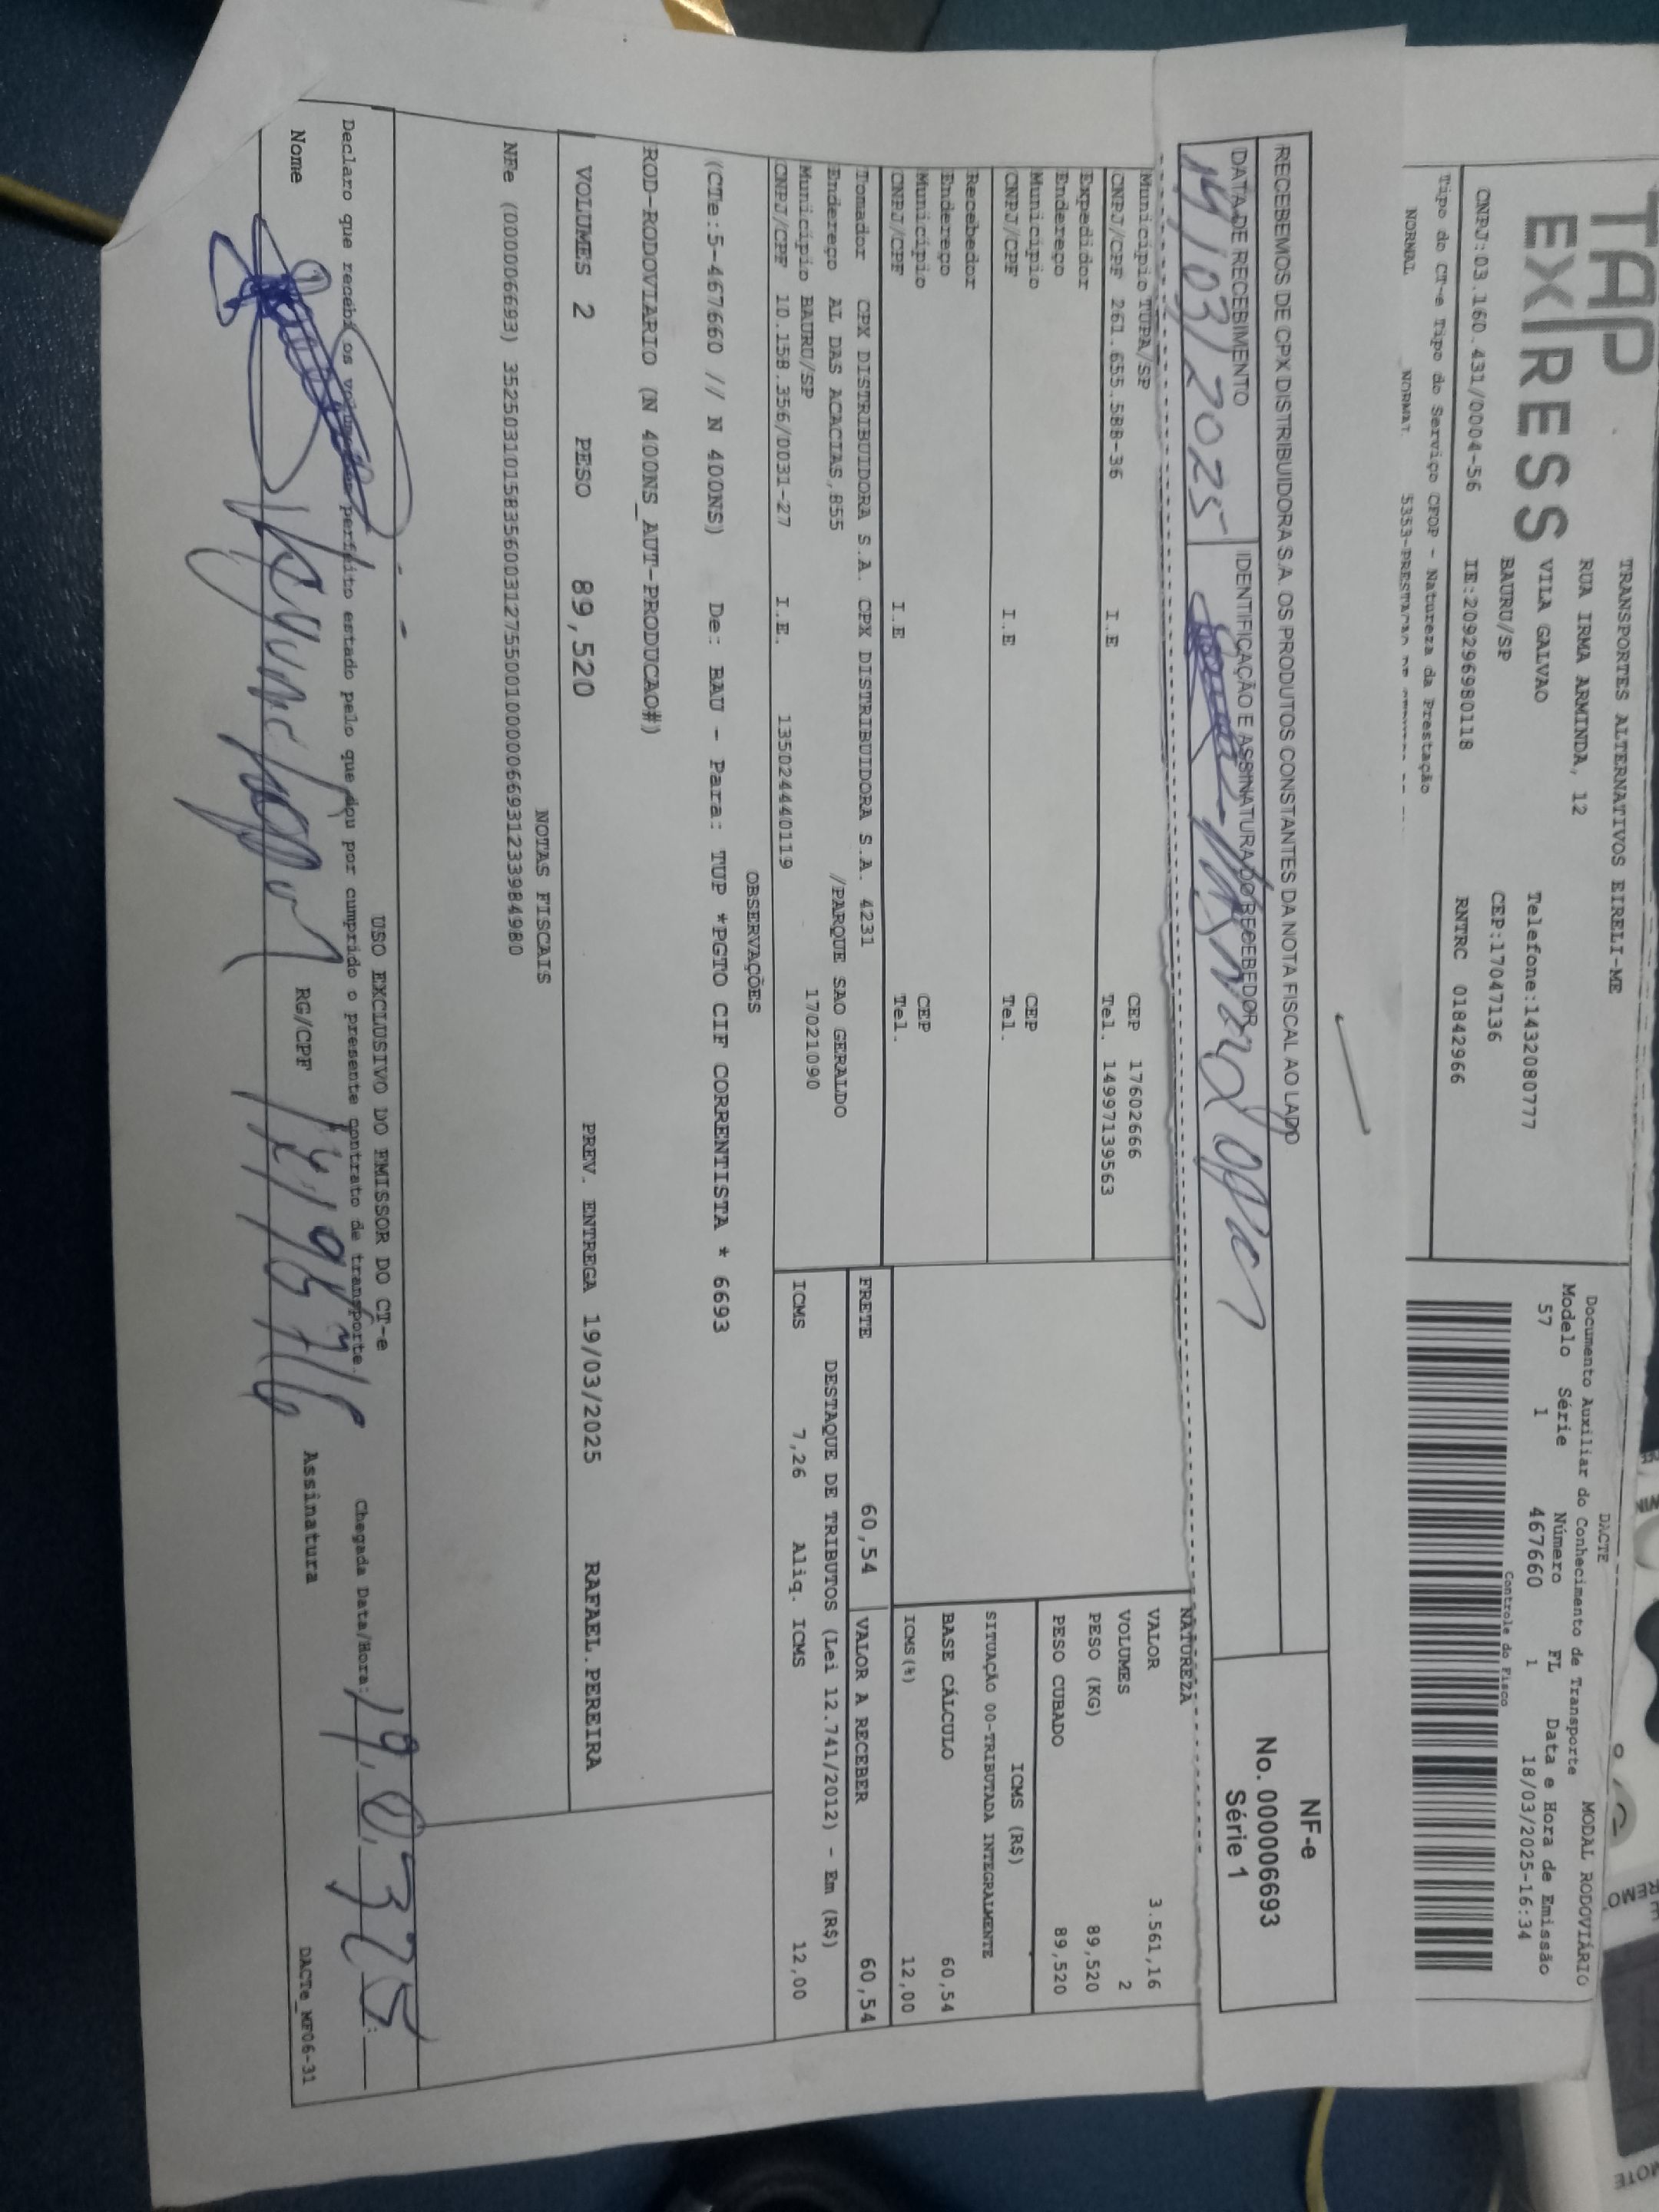 TAP
EXPRESS
TRANSPORTES ALTERNATIVOS EIRELI-ME
RUA IRMA ARMINDA, 12
VILA GALVAO
BAURU/SP
Telefone:1432080777
CEP:17047136
CNPJ:03.160.431/0004-56 IE:209296980118 RNTRC 01842966
DACTE
Documento Auxiliar do Conhecimento de Transporte
MODAL RODOVIÁRIO
Modelo Série Número FL Data e Hora de Emissão
57 1 467660 1 18/03/2025-16:34
Controle do Fisco
Tipo do CT-e Tipo do Serviço CFOP - Natureza da Prestação
NORMAL NORMAL 5353-PRESTACAO DE
RECEBEMOS DE CPX DISTRIBUIDORA S.A. OS PRODUTOS CONSTANTES DA NOTA FISCAL AO LADO
DATA DE RECEBIMENTO IDENTIFICAÇÃO E ASSINATURA DO RECEBEDOR
19/03/2025
NF-e
No. 000006693
Série 1
Município TUPA/SP CEP 17602666
CNPJ/CPF 261.655.588-36 I.E Tel. 14997139563
Expedidor
Endereço
Município CEP
CNPJ/CPF I.E Tel.
Recebedor
Endereço
Município CEP
CNPJ/CPF I.E Tel.
NATUREZA
VALOR 3.561,16
VOLUMES 2
PESO (KG) 89,520
PESO CUBADO 89,520
ICMS (R$)
SITUAÇÃO 00-TRIBUTADA INTEGRALMENTE
BASE CÁLCULO 60,54
ICMS(%) 12,00
Tomador CPX DISTRIBUIDORA S.A. CPX DISTRIBUIDORA S.A. 4231
Endereço AL DAS ACACIAS,855 /PARQUE SAO GERALDO
Município BAURU/SP 17021090
CNPJ/CPF 10.158.356/0031-27 I.E. 135024440119
FRETE 60,54 VALOR A RECEBER 60,54
DESTAQUE DE TRIBUTOS (Lei 12.741/2012) - Em (R$)
ICMS 7,26 Aliq. ICMS 12,00
OBSERVAÇÕES
(CTe:5-467660 // N 400NS) De: BAU - Para: TUP *PGTO CIF CORRENTISTA * 6693
ROD-RODOVIARIO (N 400NS_AUT-PRODUCAO#)
VOLUMES 2 PESO 89,520 PREV. ENTREGA 19/03/2025 RAFAEL.PEREIRA
NOTAS FISCAIS
NFe (000006693) 35250310158356003127550010000066931233984980
USO EXCLUSIVO DO EMISSOR DO CT-e
Declaro que recebi os volumes em perfeito estado pelo que dou por cumprido o presente contrato de transporte.
Chegada Data/Hora: 19.03.25
Nome RG/CPF Assinatura
DACTe_MF06-31